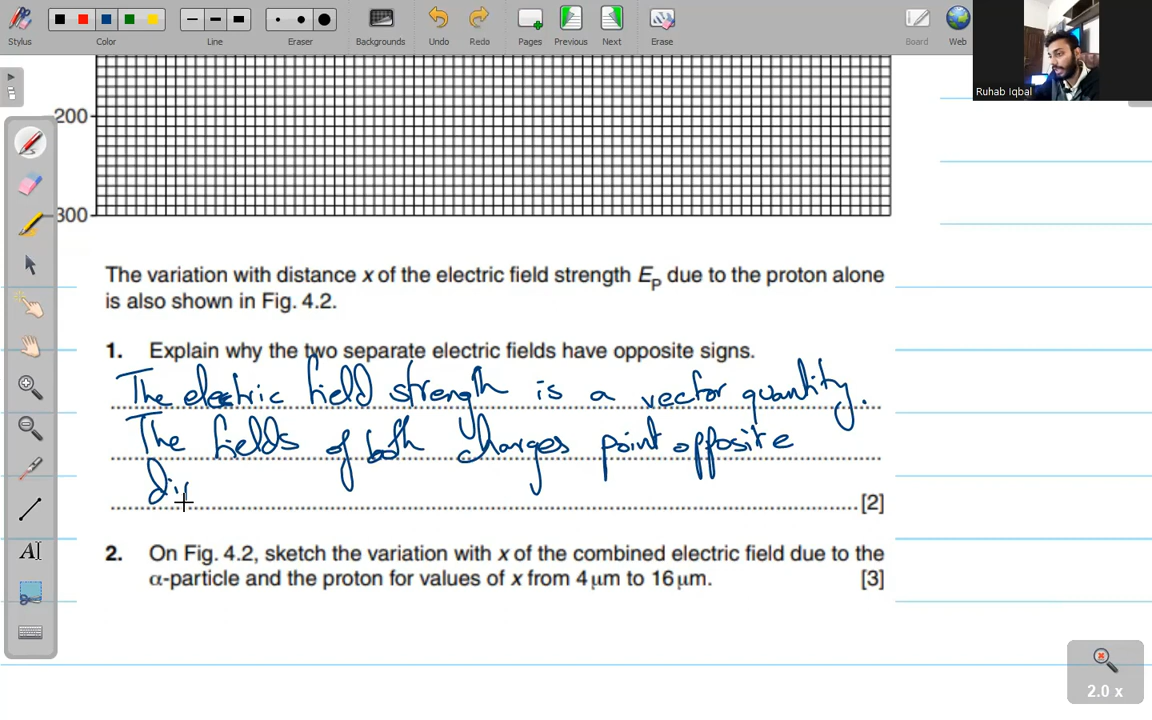 Stylus
Color
Line
Eraser
Backgrounds
Undo
Redo
Pages
Previous
Next
Erase
Board
Web
Ruhab Iqbal
200
300
The variation with distance x of the electric field strength Eₚ due to the proton alone
is also shown in Fig. 4.2.
1. Explain why the two separate electric fields have opposite signs.
The electric field strength is a vector quantity.
The fields of both charges point opposite
dir
[2]
2. On Fig. 4.2, sketch the variation with x of the combined electric field due to the
α-particle and the proton for values of x from 4 μm to 16 μm. [3]
2.0 x